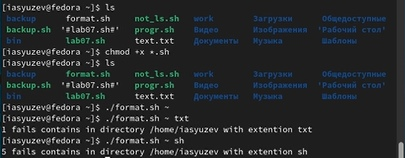 [iasyuzev@fedora ~]$ ls
backup format.sh not_ls.sh work Загрузки Общедоступные
backup.sh '#lab07.sh#' progr.sh Видео Изображения 'Рабочий стол'
bin lab07.sh text.txt Документы Музыка Шаблоны
[iasyuzev@fedora ~]$ chmod +x *.sh
[iasyuzev@fedora ~]$ ls
backup format.sh not_ls.sh work Загрузки Общедоступные
backup.sh '#lab07.sh#' progr.sh Видео Изображения 'Рабочий стол'
bin lab07.sh text.txt Документы Музыка Шаблоны
[iasyuzev@fedora ~]$ ./format.sh ~
[iasyuzev@fedora ~]$ ./format.sh ~ txt
1 fails contains in directory /home/iasyuzev with extention txt
[iasyuzev@fedora ~]$ ./format.sh ~ sh
5 fails contains in directory /home/iasyuzev with extention sh